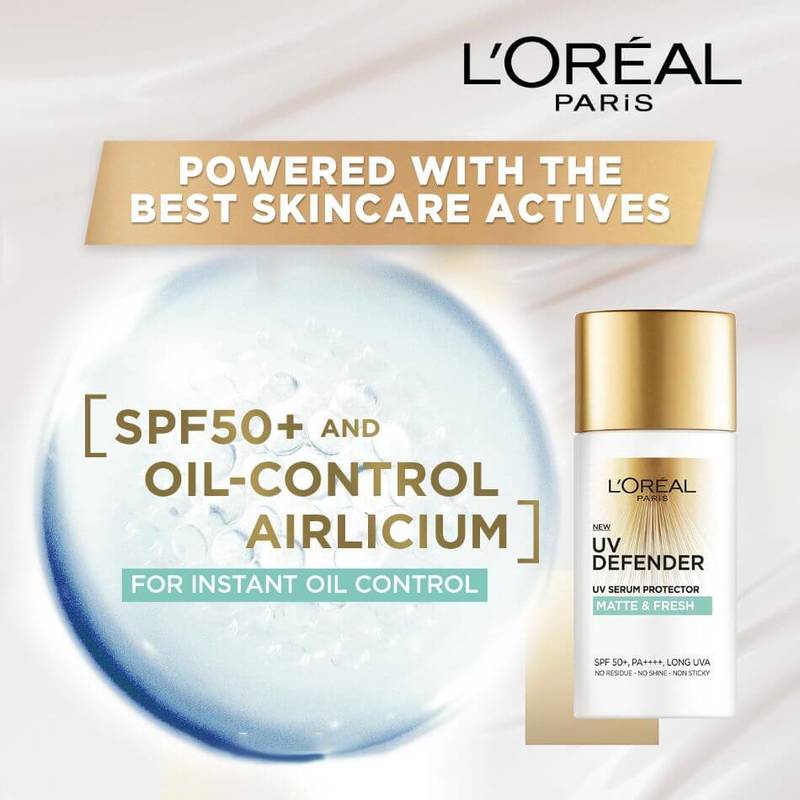 L'ORÉAL
PARiS
POWERED WITH THE
BEST SKINCARE ACTIVES
[SPF50+ AND
OIL-CONTROL
AIRLICIUM]
FOR INSTANT OIL CONTROL
L'ORÉAL
PARiS
NEW
UV
DEFENDER
UV SERUM PROTECTOR
MATTE & FRESH
SPF 50+, PA++++, LONG UVA
NO RESIDUE - NO SHINE - NON STICKY